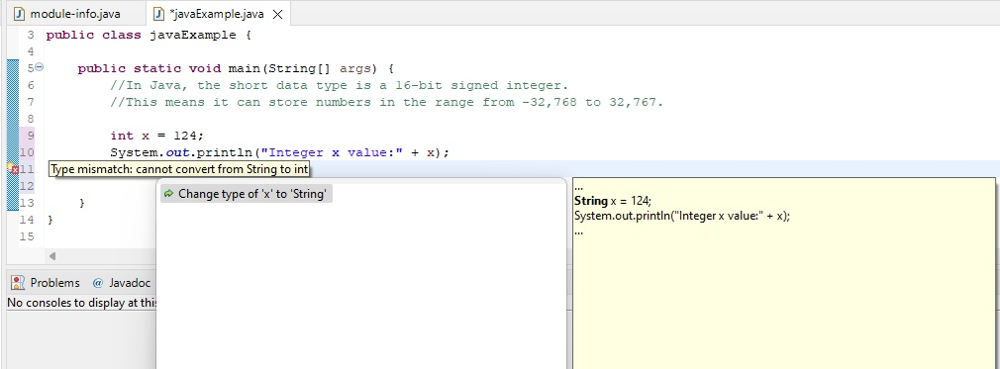 module-info.java
*javaExample.java
3 public class javaExample {
4
5 public static void main(String[] args) {
6 //In Java, the short data type is a 16-bit signed integer.
7 //This means it can store numbers in the range from -32,768 to 32,767.
8
9 int x = 124;
10 System.out.println("Integer x value:" + x);
11
Type mismatch: cannot convert from String to int
12
Change type of 'x' to 'String'
13 }
14 }
15
...
String x = 124;
System.out.println("Integer x value:" + x);
...
Problems @ Javadoc
No consoles to display at this